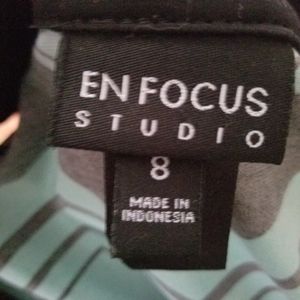 EN FOCUS
STUDIO
8
MADE IN
INDONESIA